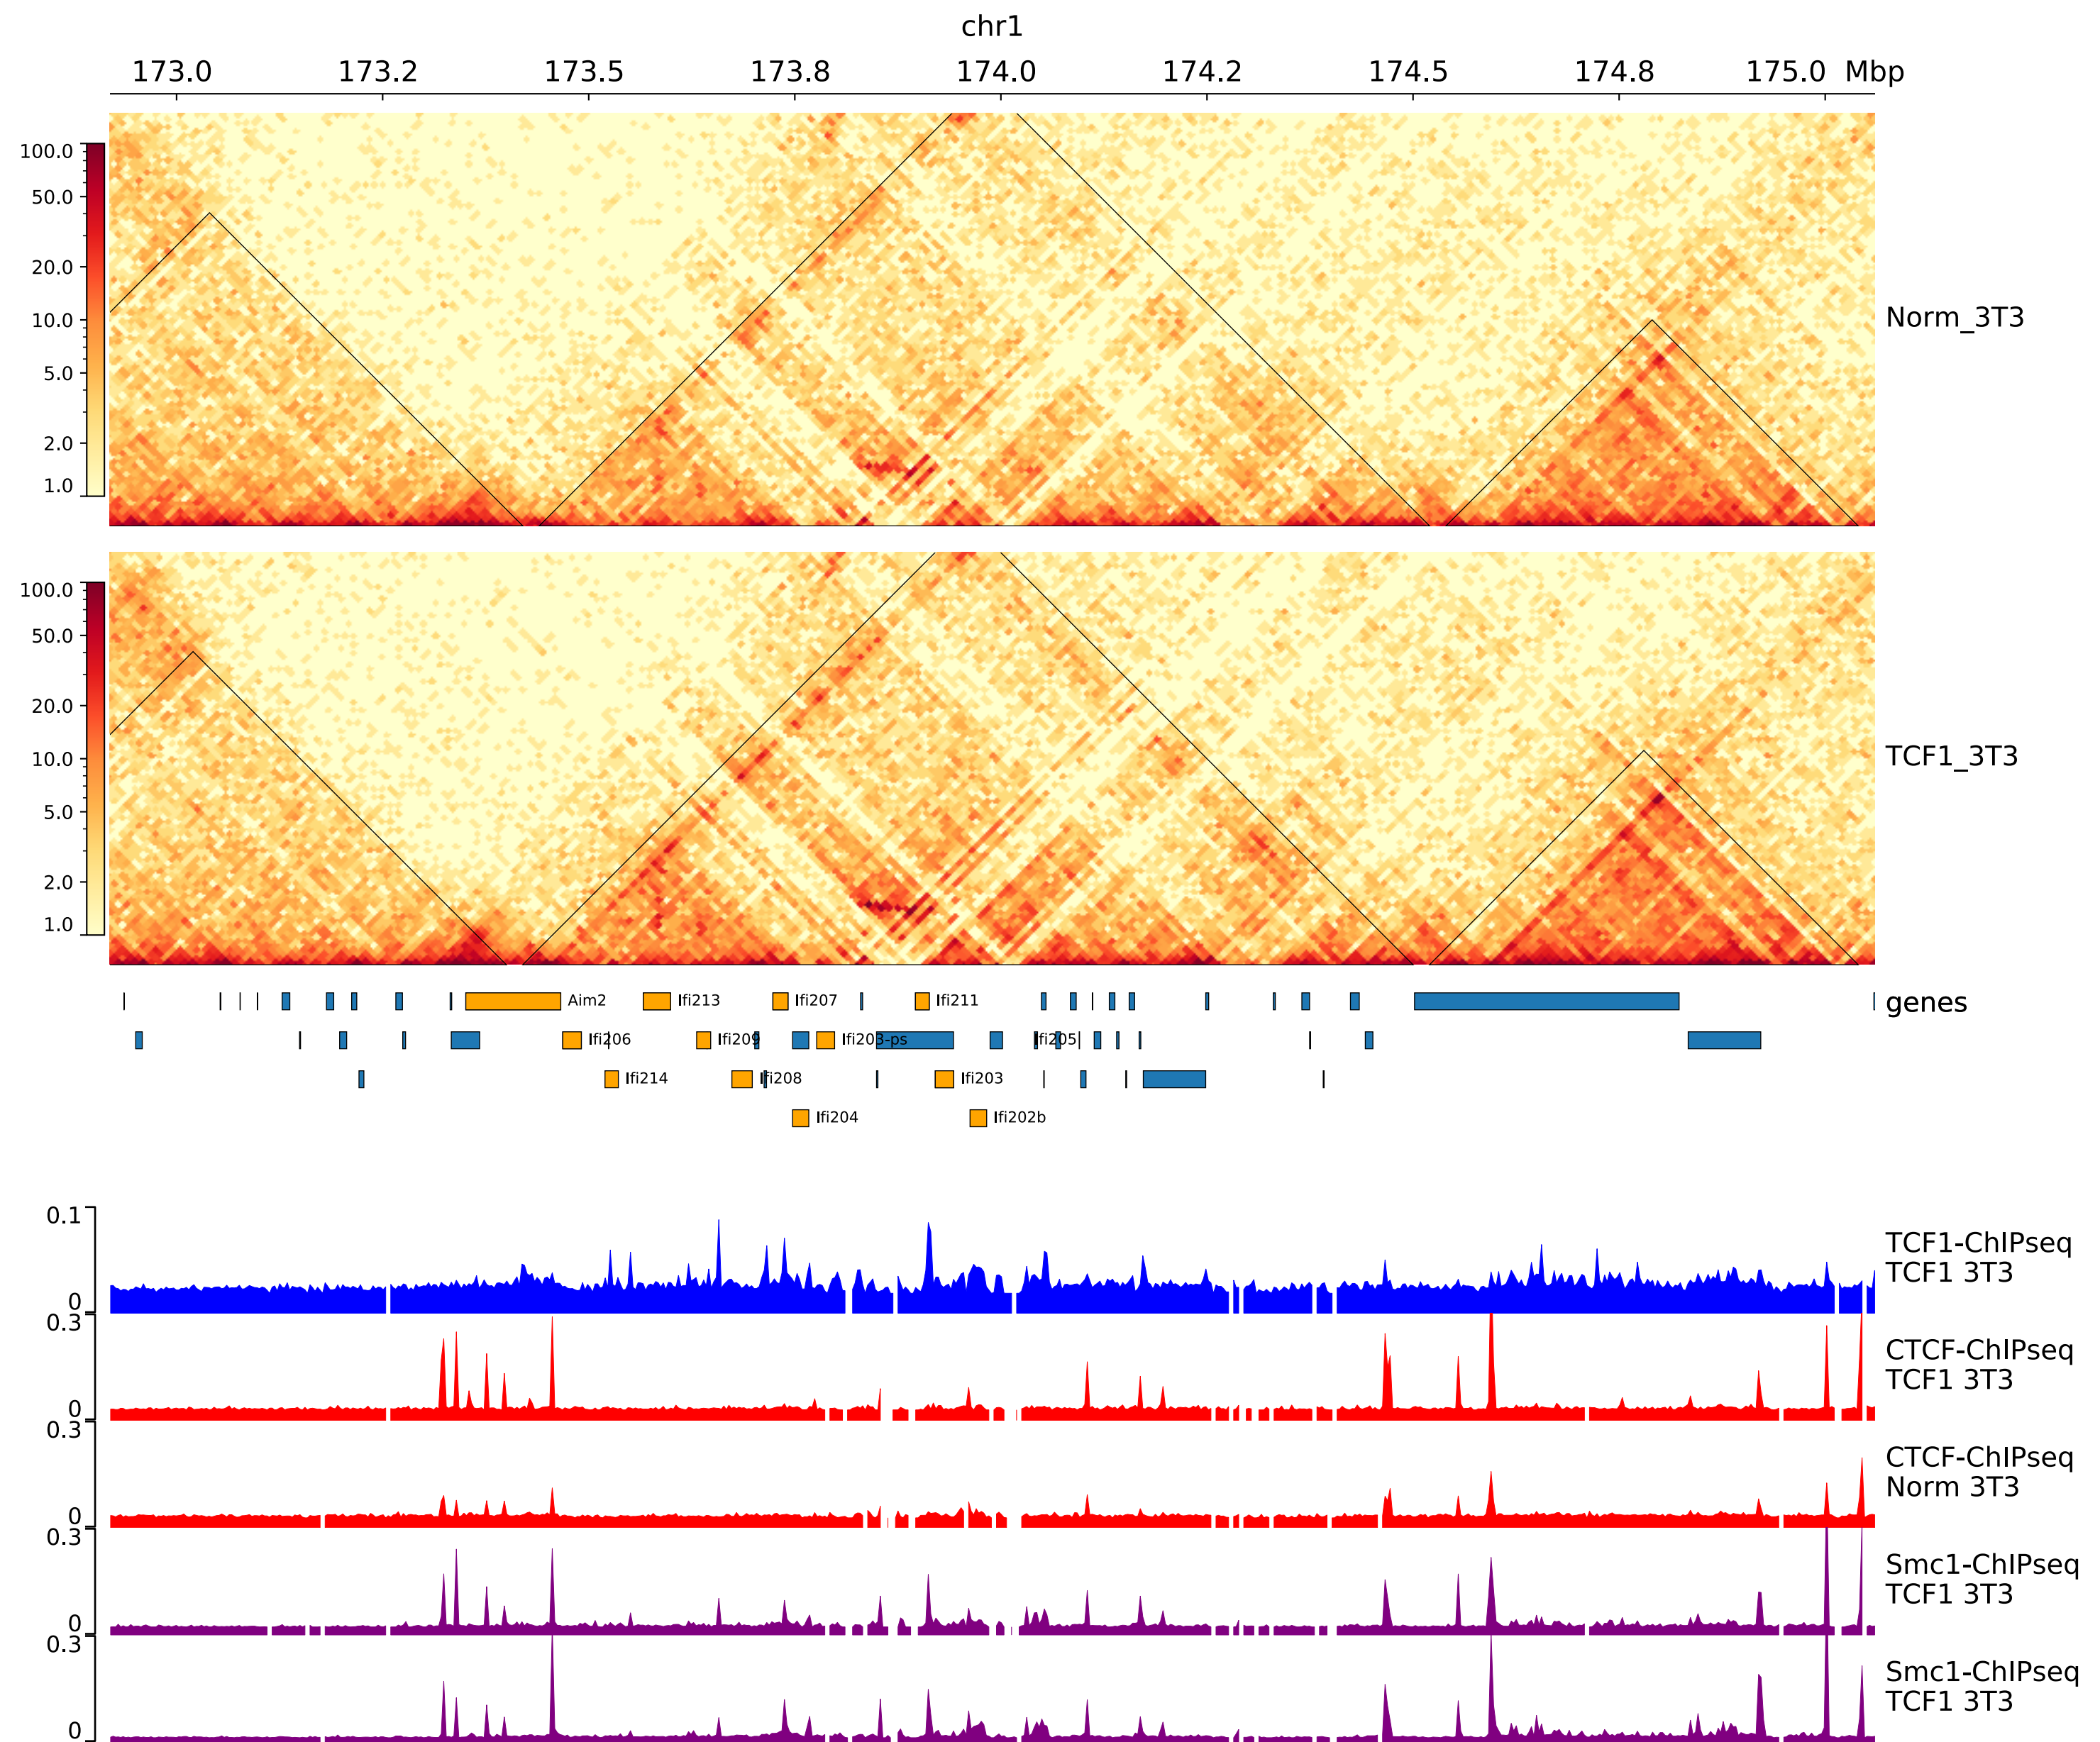 chr1
173.0 173.2 173.5 173.8 174.0 174.2 174.5 174.8 175.0 Mbp
100.0
50.0
20.0
10.0
5.0
2.0
1.0
Norm_3T3
100.0
50.0
20.0
10.0
5.0
2.0
1.0
TCF1_3T3
Aim2 Ifi213 Ifi207 Ifi211 genes
Ifi206 Ifi209 Ifi203-ps Ifi205
Ifi214 Ifi208 Ifi203
Ifi204 Ifi202b
0.1
0
TCF1-ChIPseq
TCF1 3T3
0.3
0
CTCF-ChIPseq
TCF1 3T3
0.3
0
CTCF-ChIPseq
Norm 3T3
0.3
0
Smc1-ChIPseq
TCF1 3T3
0.3
0
Smc1-ChIPseq
TCF1 3T3